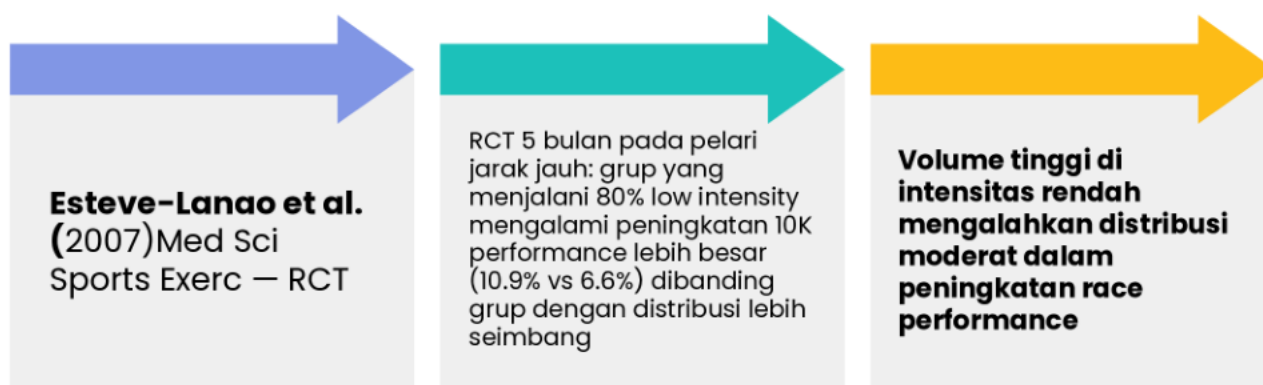 Esteve-Lanao et al.
(2007)Med Sci
Sports Exerc — RCT
RCT 5 bulan pada pelari
jarak jauh: grup yang
menjalani 80% low intensity
mengalami peningkatan 10K
performance lebih besar
(10.9% vs 6.6%) dibanding
grup dengan distribusi lebih
seimbang
Volume tinggi di
intensitas rendah
mengalahkan distribusi
moderat dalam
peningkatan race
performance